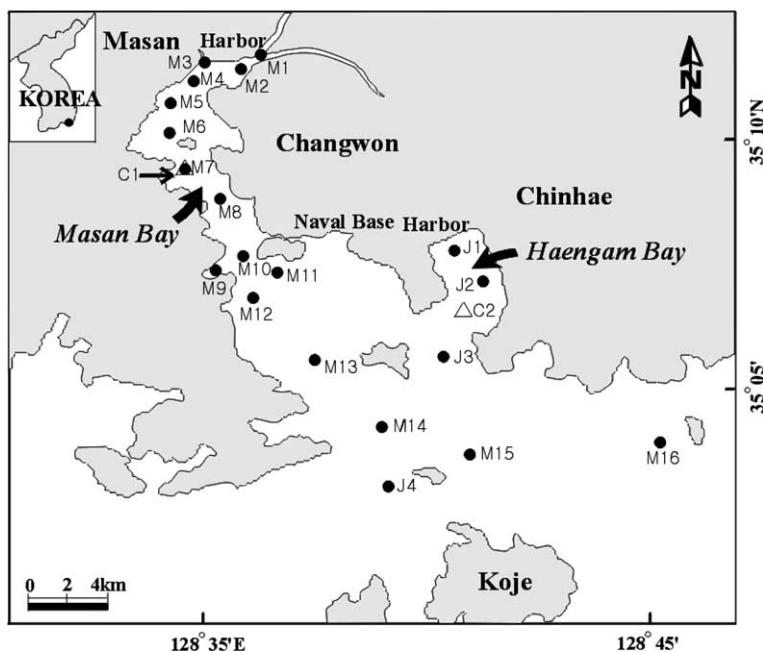 Masan Harbor
M3
M1
M4
M2
KOREA
M5
M6
Changwon
N
35° 10'N
C1
M7
Chinhae
M8
Naval Base Harbor
Masan Bay
J1
Haengam Bay
M10
M11
M9
J2
M12
C2
M13
J3
35° 05'
M14
M15
M16
J4
0 2 4km
Koje
128° 35'E
128° 45'